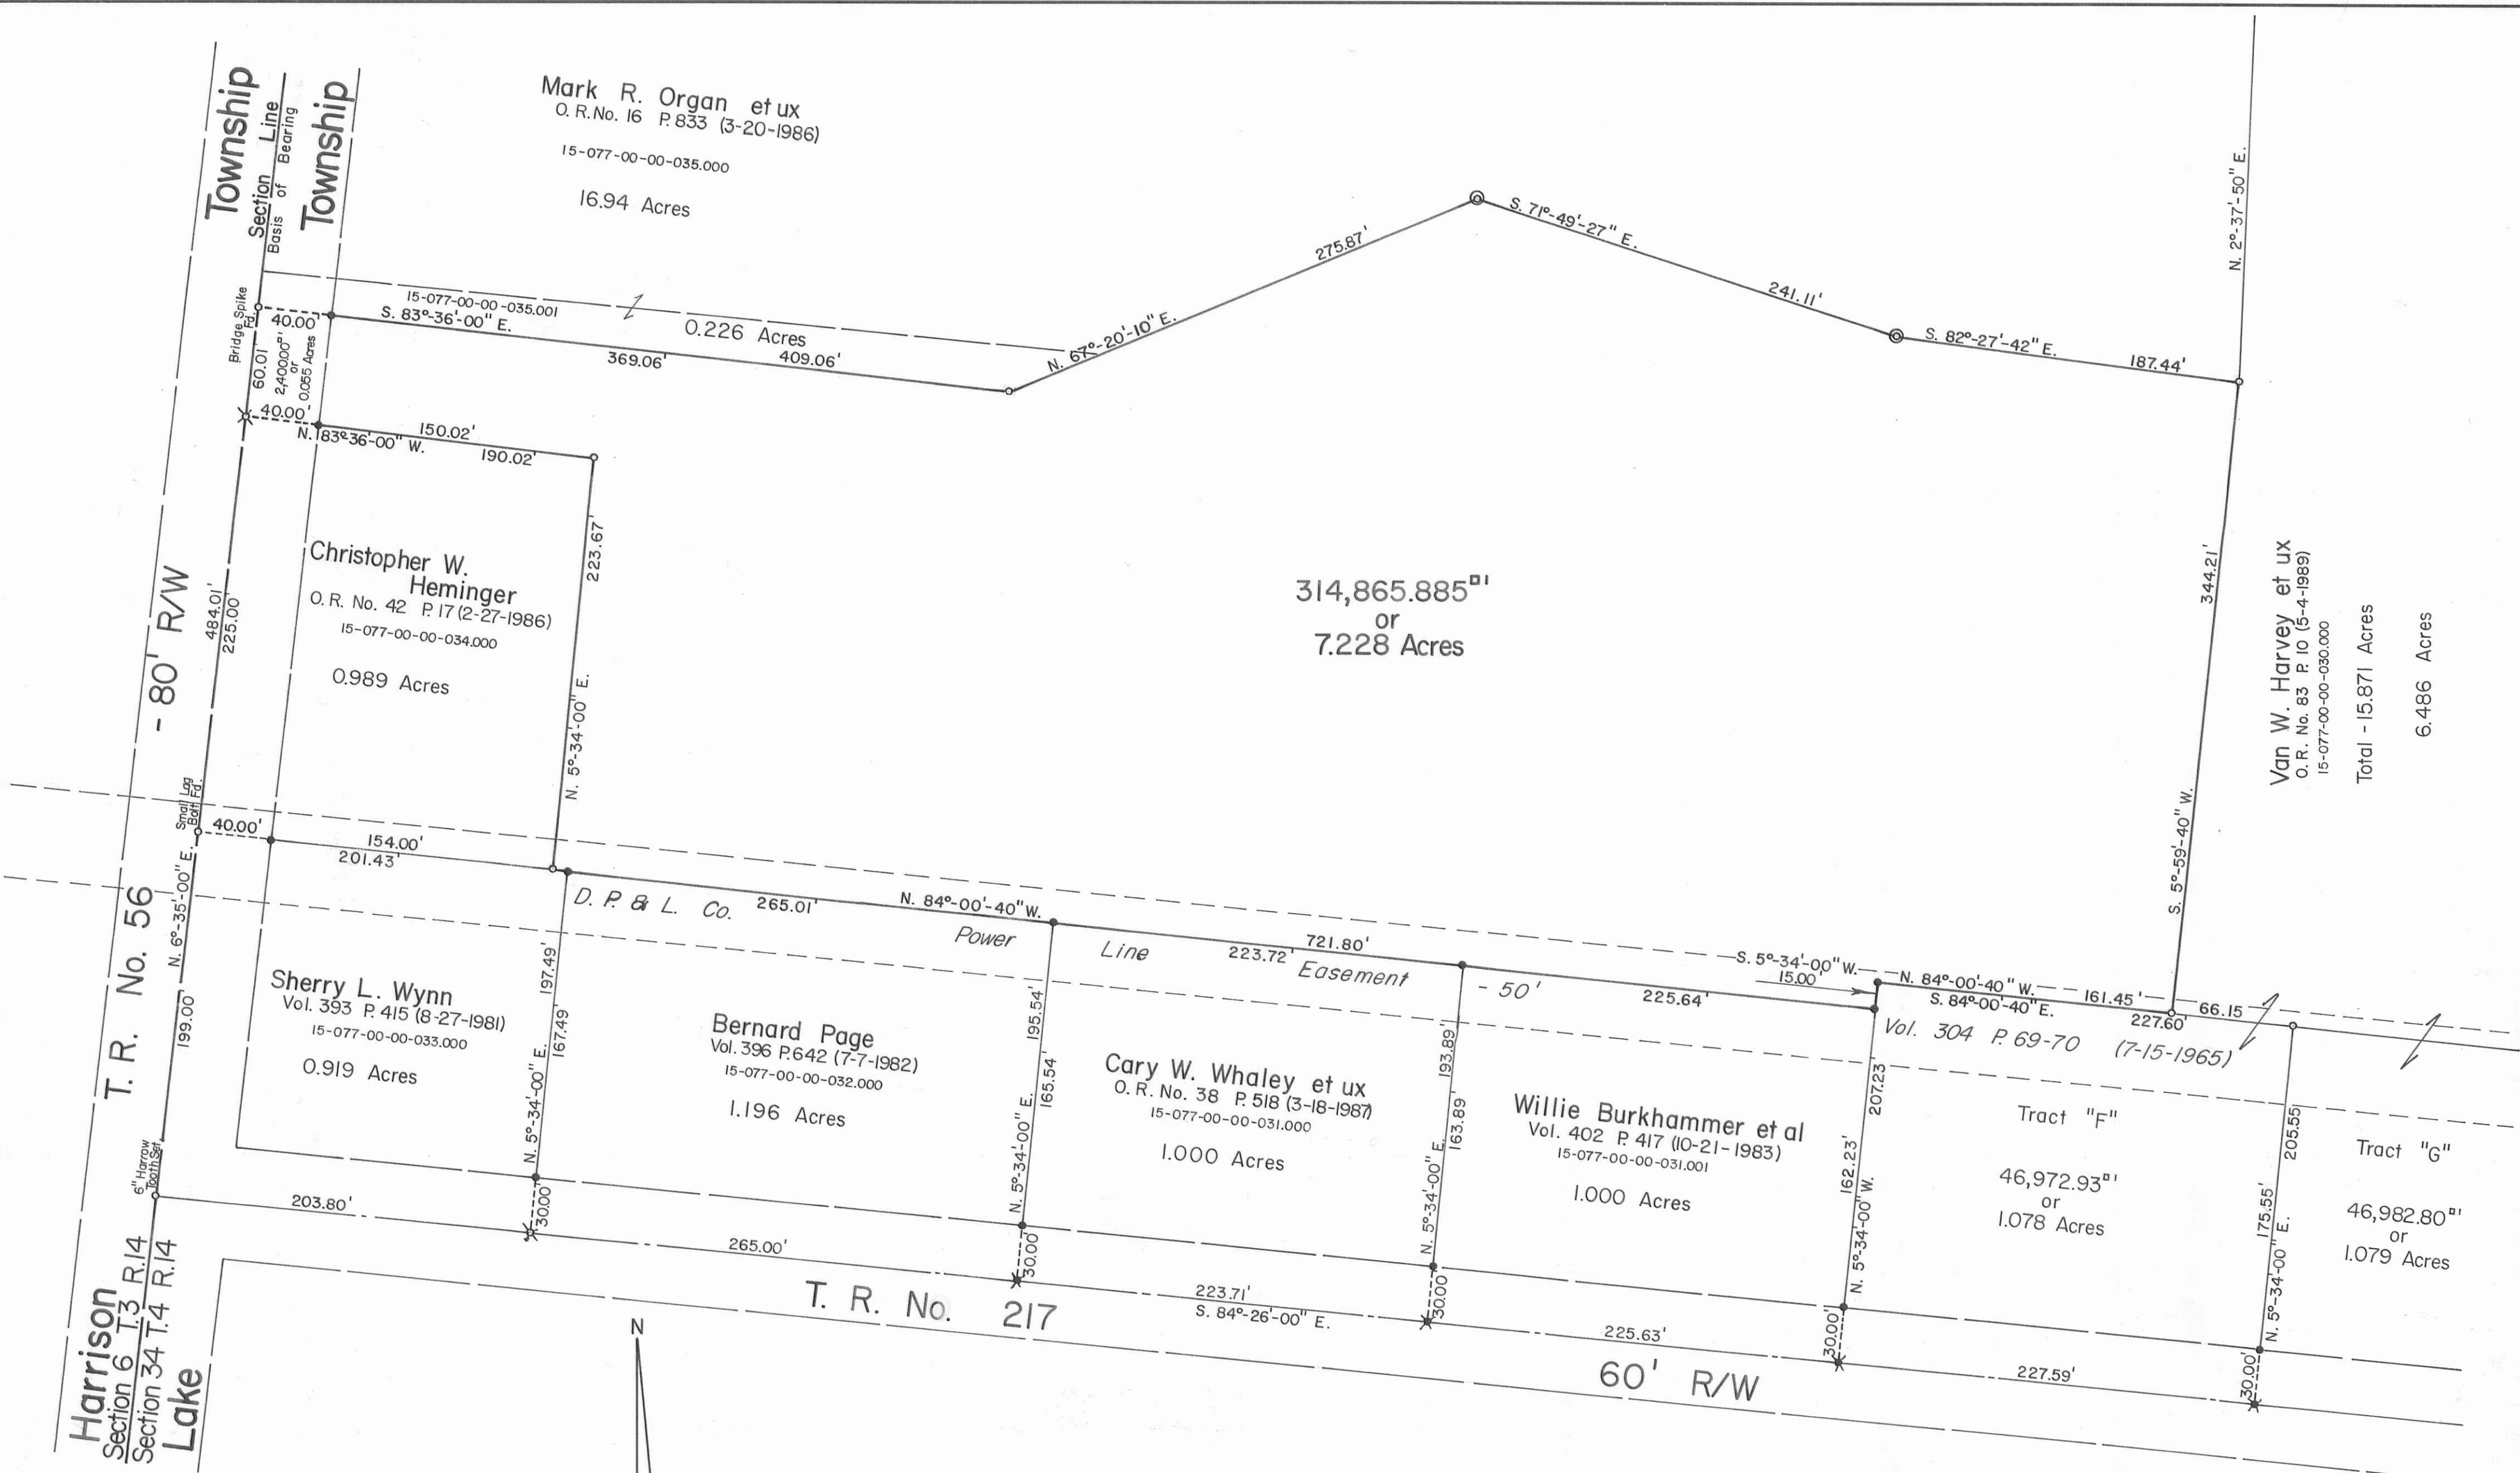 Township
Section Line
Basis of Bearing
Township
Mark R. Organ et ux
O. R. No. 16 P. 833 (3-20-1986)
15-077-00-00-035.000
16.94 Acres
N. 2°-37'-50" E.
S. 71°-49'-27" E.
275.87'
241.11'
N. 67°-20'-10" E.
S. 82°-27'-42" E.
187.44'
15-077-00-00-035.001
0.226 Acres
S. 83°-36'-00" E.
369.06'
409.06'
Bridge Spike
Fd.
40.00'
60.01'
2,400.00□'
or
0.055 Acres
40.00'
N. 83°-36'-00" W.
150.02'
190.02'
223.67'
N. 5°-34'-00" E.
Christopher W.
Heminger
O. R. No. 42 P. 17 (2-27-1986)
15-077-00-00-034.000
0.989 Acres
314,865.885□'
or
7.228 Acres
344.21'
S. 5°-59'-40" W.
Van W. Harvey et ux
O. R. No. 83 P. 10 (5-4-1989)
15-077-00-00-030.000
Total - 15.871 Acres
6.486 Acres
484.01'
225.00'
T. R. No. 56 - 80' R/W
Small Lag
Bolt Fd.
40.00'
154.00'
201.43'
N. 6°-35'-00" E.
199.00'
D. P. & L. Co. Power Line Easement - 50'
265.01'
N. 84°-00'-40" W.
721.80'
223.72'
225.64'
S. 5°-34'-00" W.
15.00'
N. 84°-00'-40" W.
161.45'
66.15
S. 84°-00'-40" E.
227.60'
Vol. 304 P. 69-70 (7-15-1965)
Sherry L. Wynn
Vol. 393 P. 415 (8-27-1981)
15-077-00-00-033.000
0.919 Acres
197.49'
167.49'
N. 5°-34'-00" E.
Bernard Page
Vol. 396 P. 642 (7-7-1982)
15-077-00-00-032.000
1.196 Acres
195.54'
165.54'
N. 5°-34'-00" E.
Cary W. Whaley et ux
O. R. No. 38 P. 518 (3-18-1987)
15-077-00-00-031.000
1.000 Acres
193.89'
163.89'
N. 5°-34'-00" E.
Willie Burkhammer et al
Vol. 402 P. 417 (10-21-1983)
15-077-00-00-031.001
1.000 Acres
207.23'
162.23'
N. 5°-34'-00" W.
Tract "F"
46,972.93□'
or
1.078 Acres
205.55'
175.55'
N. 5°-34'-00" E.
Tract "G"
46,982.80□'
or
1.079 Acres
6" Harrow
Tooth Set
203.80'
30.00'
265.00'
30.00'
223.71'
S. 84°-26'-00" E.
30.00'
225.63'
30.00'
227.59'
30.00'
T. R. No. 217 60' R/W
Harrison
Section 6 T.3 R.14
Section 34 T.4 R.14
Lake
N